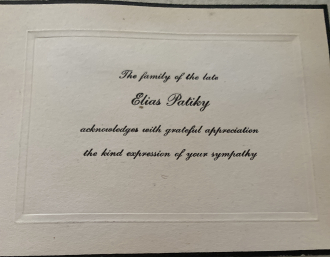 The family of the late
Elias Patiky
acknowledges with grateful appreciation
the kind expression of your sympathy